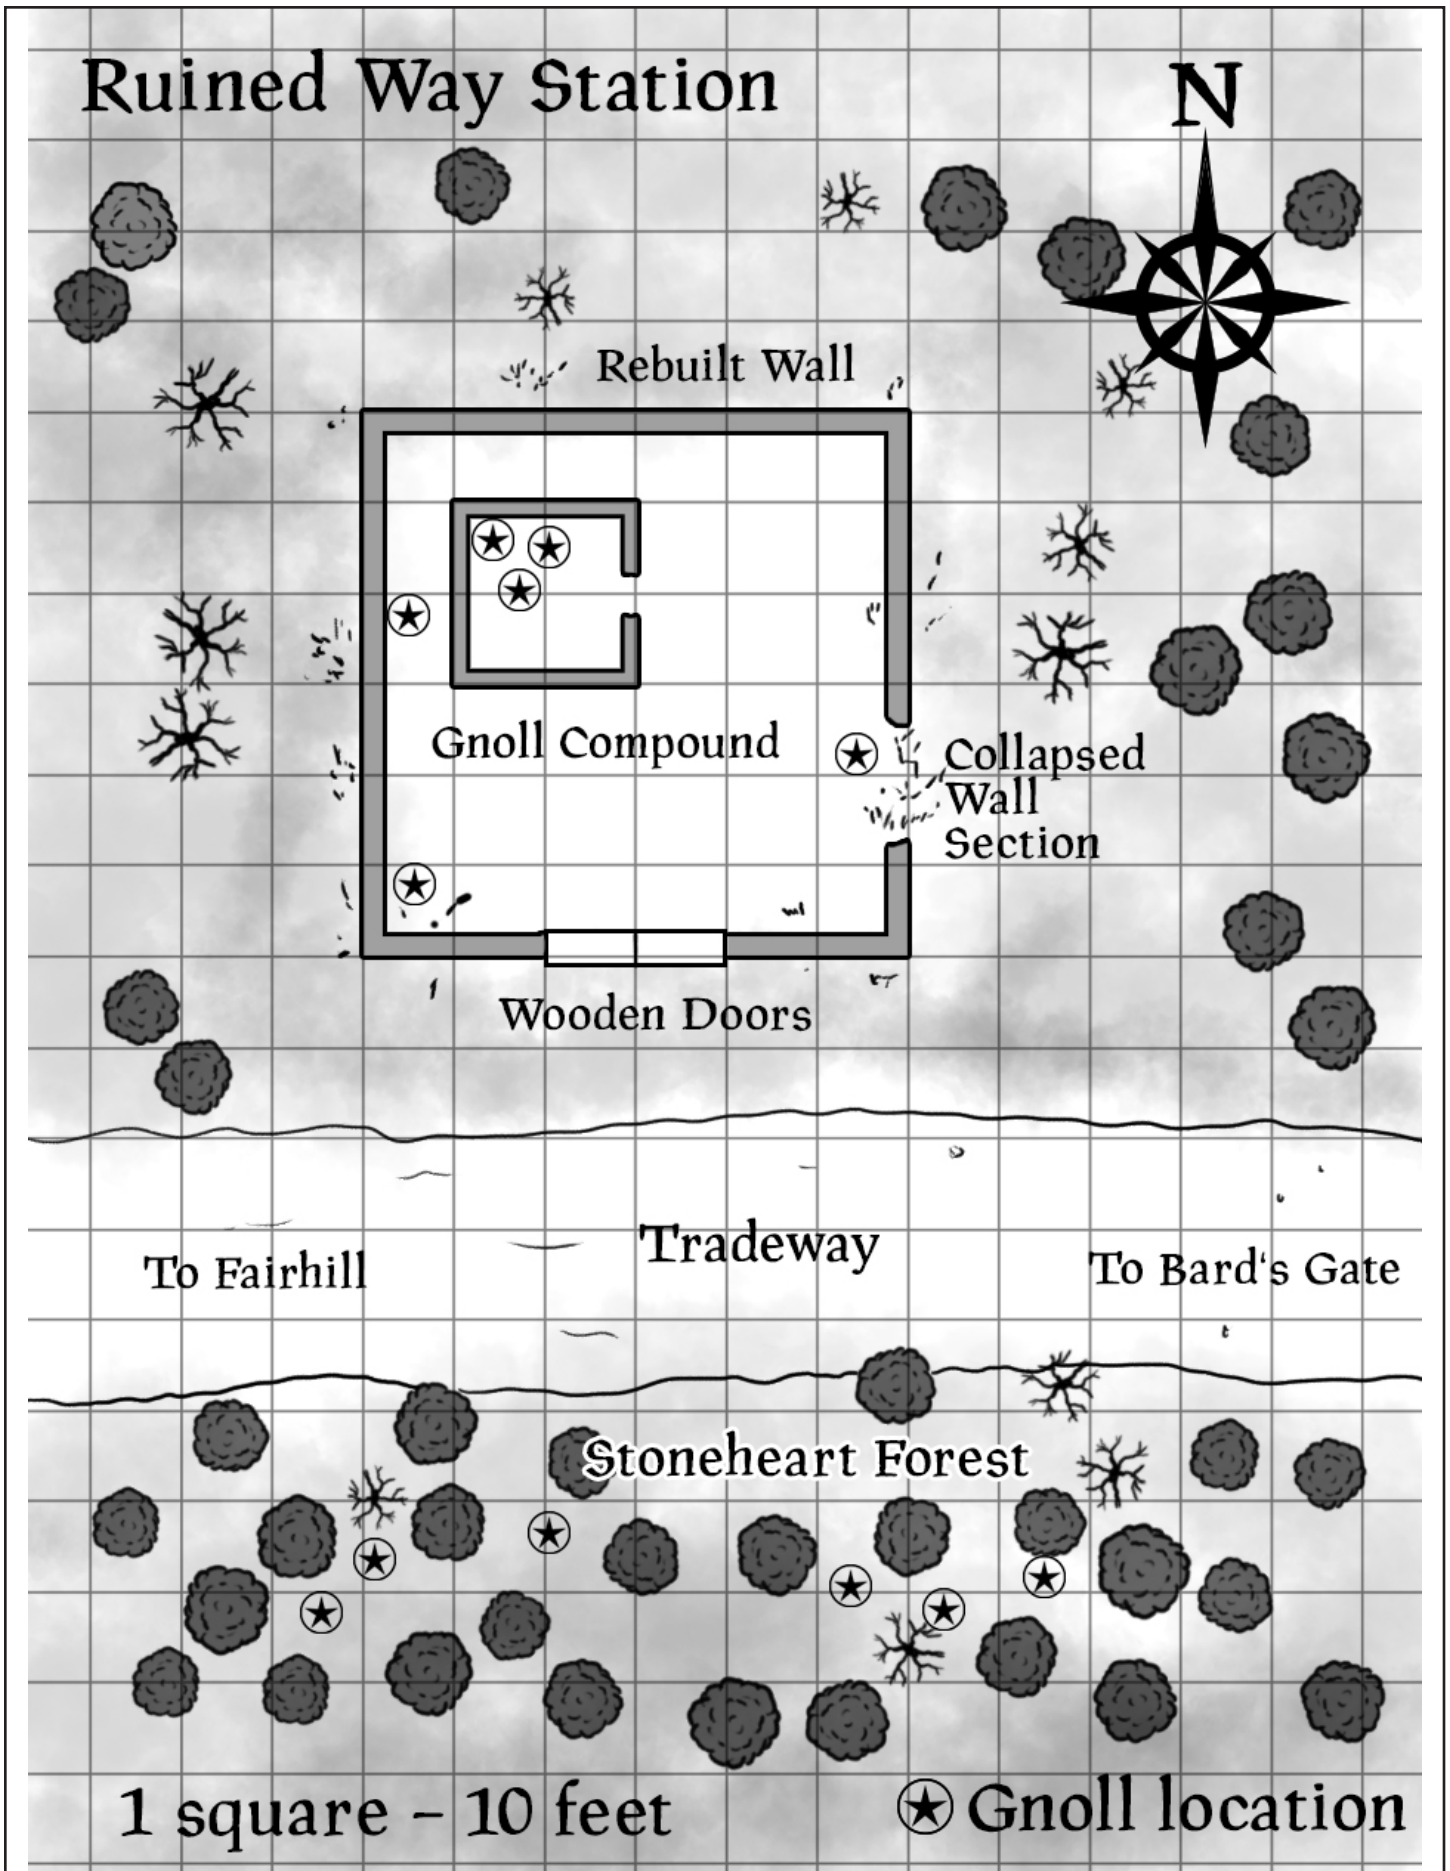 Ruined Way Station
N
Rebuilt Wall
Gnoll Compound
Collapsed
Wall
Section
Wooden Doors
Tradeway
To Fairhill
To Bard's Gate
Stoneheart Forest
1 square - 10 feet
Gnoll location